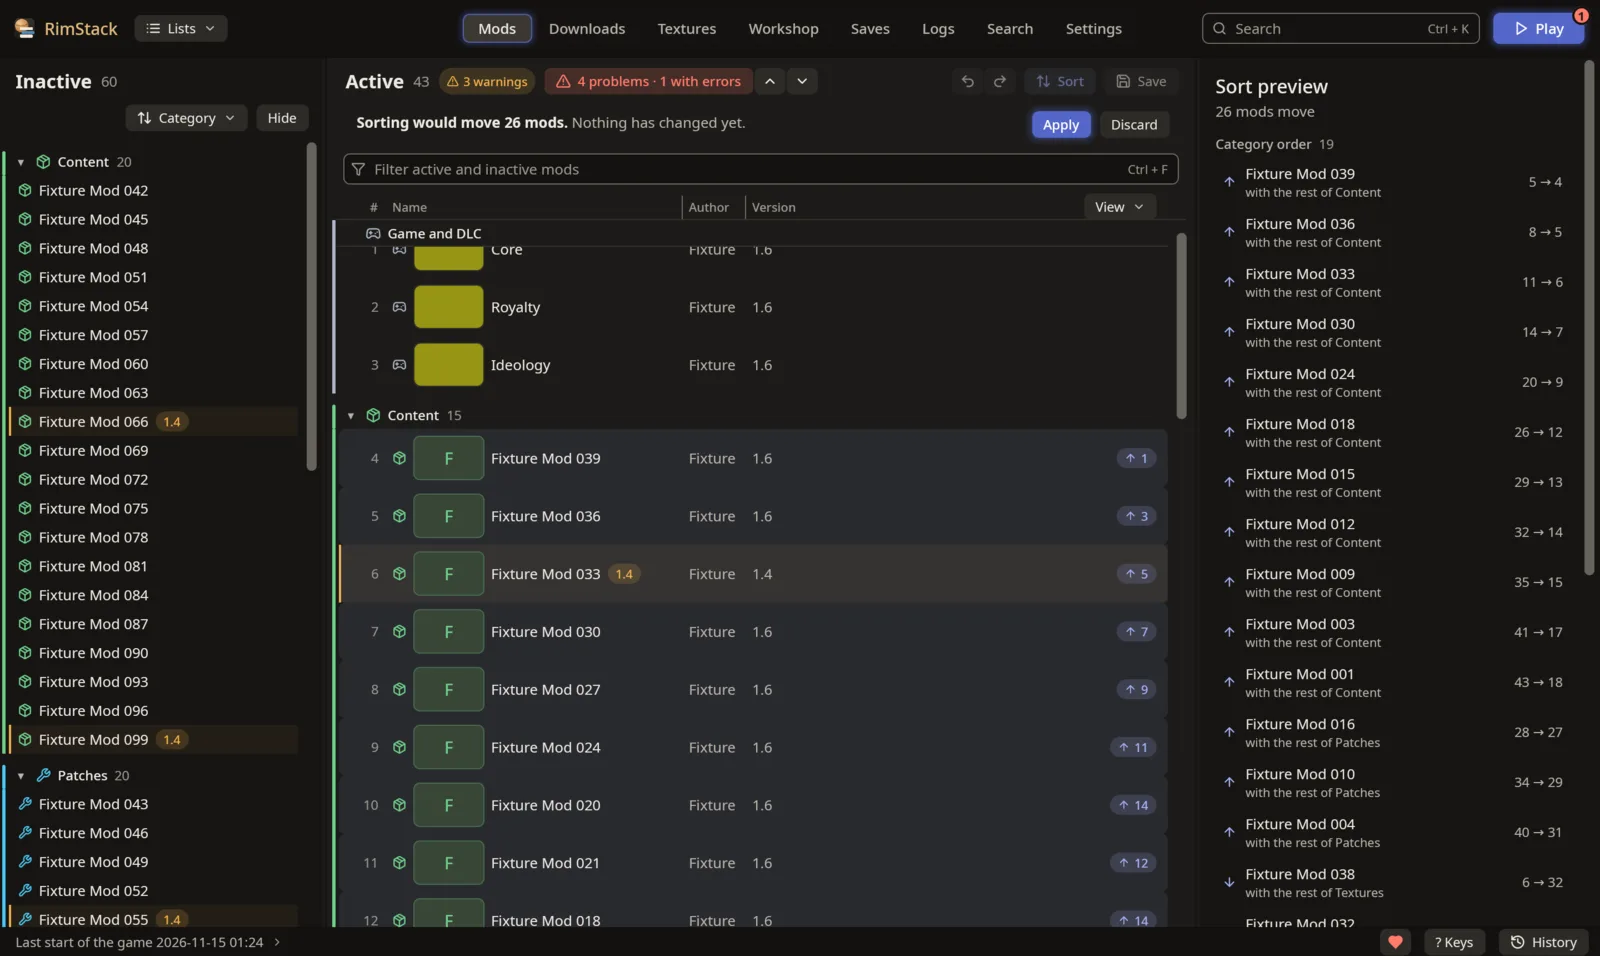 RimStack
Lists
Mods
Downloads
Textures
Workshop
Saves
Logs
Search
Settings
Search
Ctrl + K
Play
1
Inactive 60
Category
Hide
Content 20
Fixture Mod 042
Fixture Mod 045
Fixture Mod 048
Fixture Mod 051
Fixture Mod 054
Fixture Mod 057
Fixture Mod 060
Fixture Mod 063
Fixture Mod 066 1.4
Fixture Mod 069
Fixture Mod 072
Fixture Mod 075
Fixture Mod 078
Fixture Mod 081
Fixture Mod 084
Fixture Mod 087
Fixture Mod 090
Fixture Mod 093
Fixture Mod 096
Fixture Mod 099 1.4
Patches 20
Fixture Mod 043
Fixture Mod 046
Fixture Mod 049
Fixture Mod 052
Fixture Mod 055 1.4
Active 43
3 warnings
4 problems · 1 with errors
Sort
Save
Sorting would move 26 mods. Nothing has changed yet.
Apply
Discard
Filter active and inactive mods
Ctrl + F
# Name Author Version
View
Game and DLC
1 Core Fixture 1.6
2 Royalty Fixture 1.6
3 Ideology Fixture 1.6
Content 15
4 F Fixture Mod 039 Fixture 1.6 ↑ 1
5 F Fixture Mod 036 Fixture 1.6 ↑ 3
6 F Fixture Mod 033 1.4 Fixture 1.4 ↑ 5
7 F Fixture Mod 030 Fixture 1.6 ↑ 7
8 F Fixture Mod 027 Fixture 1.6 ↑ 9
9 F Fixture Mod 024 Fixture 1.6 ↑ 11
10 F Fixture Mod 020 Fixture 1.6 ↑ 14
11 F Fixture Mod 021 Fixture 1.6 ↑ 12
12 F Fixture Mod 018 Fixture 1.6 ↑ 14
Sort preview
26 mods move
Category order 19
Fixture Mod 039 5 → 4
with the rest of Content
Fixture Mod 036 8 → 5
with the rest of Content
Fixture Mod 033 11 → 6
with the rest of Content
Fixture Mod 030 14 → 7
with the rest of Content
Fixture Mod 024 20 → 9
with the rest of Content
Fixture Mod 018 26 → 12
with the rest of Content
Fixture Mod 015 29 → 13
with the rest of Content
Fixture Mod 012 32 → 14
with the rest of Content
Fixture Mod 009 35 → 15
with the rest of Content
Fixture Mod 003 41 → 17
with the rest of Content
Fixture Mod 001 43 → 18
with the rest of Content
Fixture Mod 016 28 → 27
with the rest of Patches
Fixture Mod 010 34 → 29
with the rest of Patches
Fixture Mod 004 40 → 31
with the rest of Patches
Fixture Mod 038 6 → 32
with the rest of Textures
Fixture Mod 032
Last start of the game 2026-11-15 01:24
? Keys
History